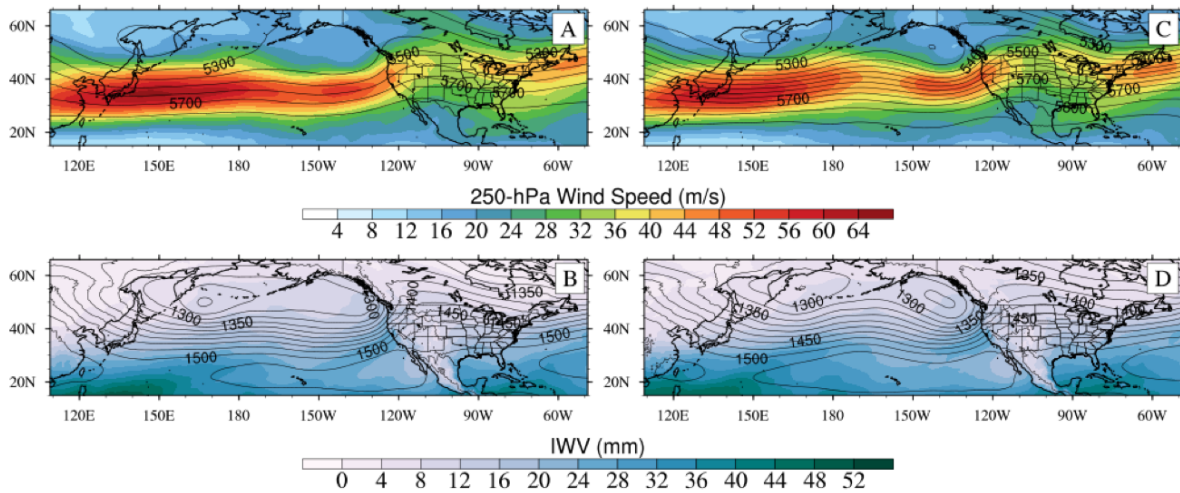 A
C
60N
40N
20N
5300
5500
5300
5700
5700
5700
120E
150E
180
150W
120W
90W
60W
60N
40N
20N
5300
5400
5500
5300
5400
5700
5700
5700
120E
150E
180
150W
120W
90W
60W
250-hPa Wind Speed (m/s)
4 8 12 16 20 24 28 32 36 40 44 48 52 56 60 64
B
D
60N
40N
20N
1300
1350
1300
1400
1450
1350
1450
1500
1500
1500
120E
150E
180
150W
120W
90W
60W
60N
40N
20N
1350
1300
1300
1350
1350
1400
1450
1400
1500
1450
1500
120E
150E
180
150W
120W
90W
60W
IWV (mm)
0 4 8 12 16 20 24 28 32 36 40 44 48 52